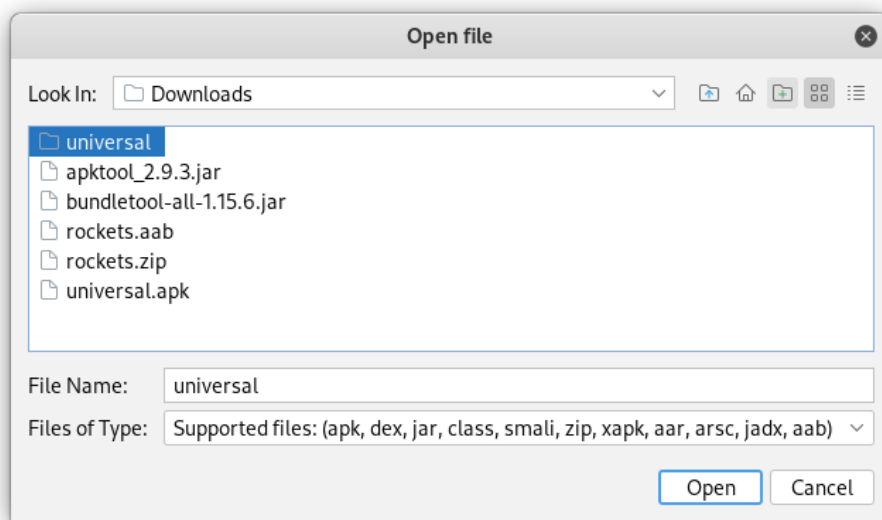 Open file
Look In: Downloads
universal
apktool_2.9.3.jar
bundletool-all-1.15.6.jar
rockets.aab
rockets.zip
universal.apk
File Name: universal
Files of Type: Supported files: (apk, dex, jar, class, smali, zip, xapk, aar, arsc, jadx, aab)
Open Cancel